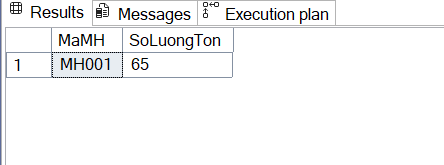 Results Messages Execution plan
MaMH SoLuongTon
1 MH001 65